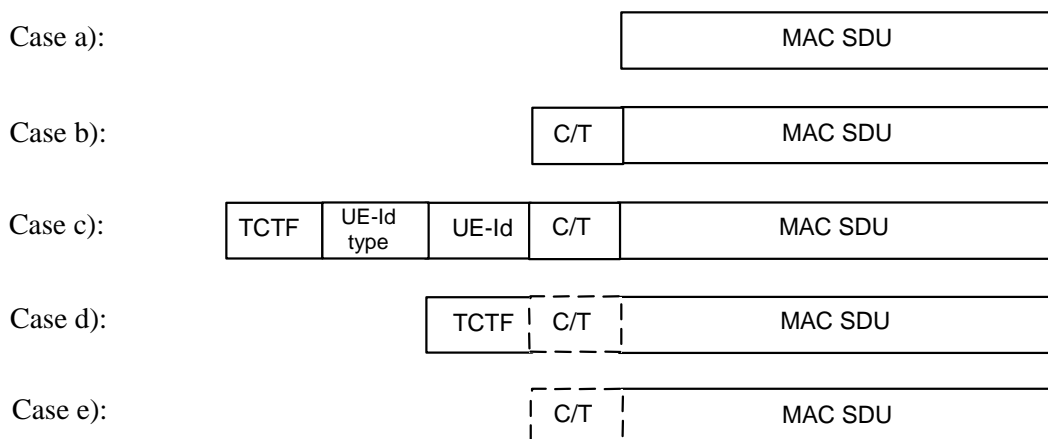 Case a): MAC SDU
Case b): C/T MAC SDU
Case c): TCTF UE-Id type UE-Id C/T MAC SDU
Case d): TCTF C/T MAC SDU
Case e): C/T MAC SDU